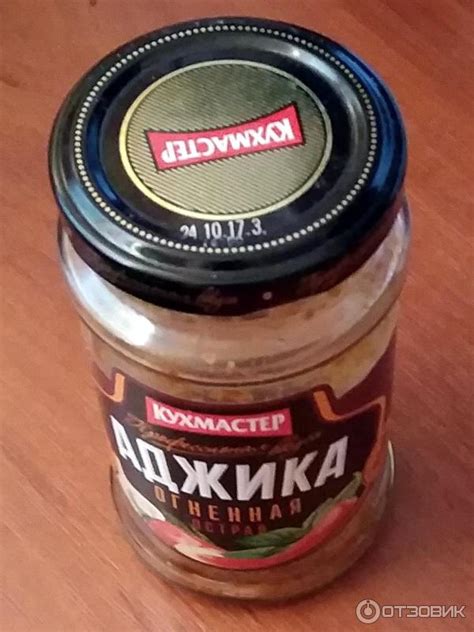 КУХМАСТЕР
24 10.17.3.
КУХМАСТЕР
АДЖИКА
ОГНЕННАЯ
ОСТРАЯ
ОТЗОВИК